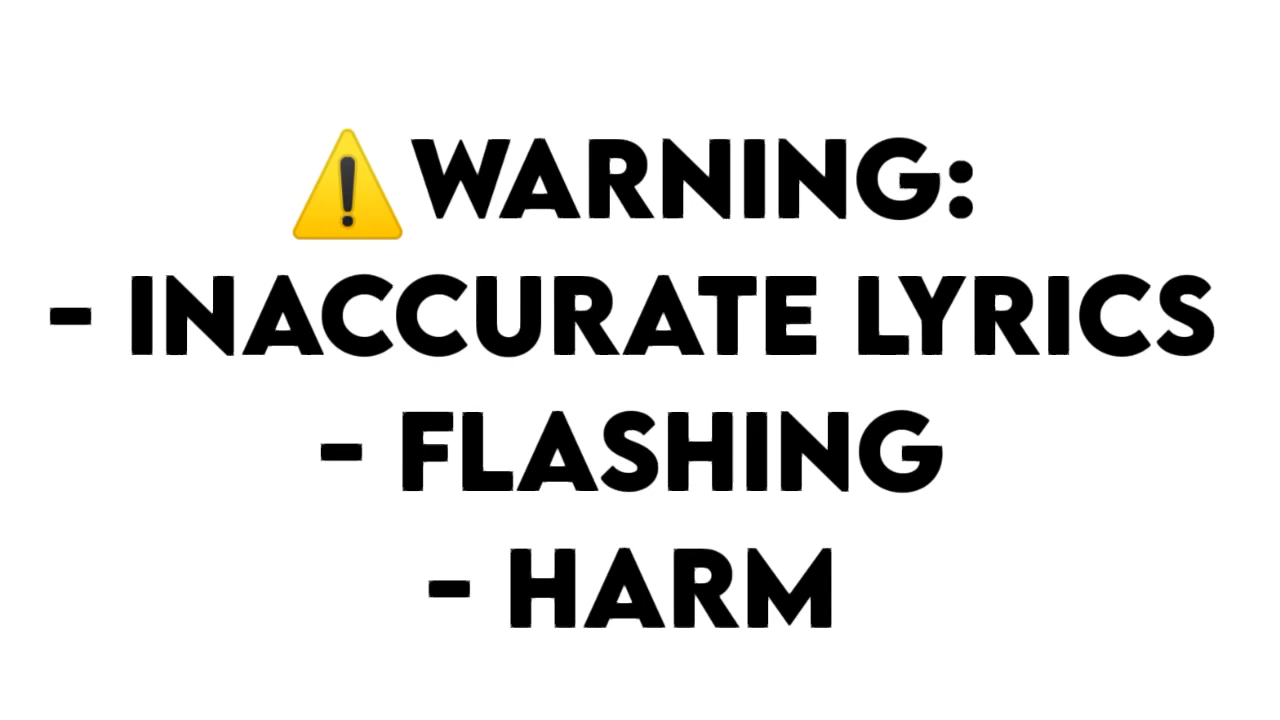 ⚠️WARNING:
- INACCURATE LYRICS
- FLASHING
- HARM